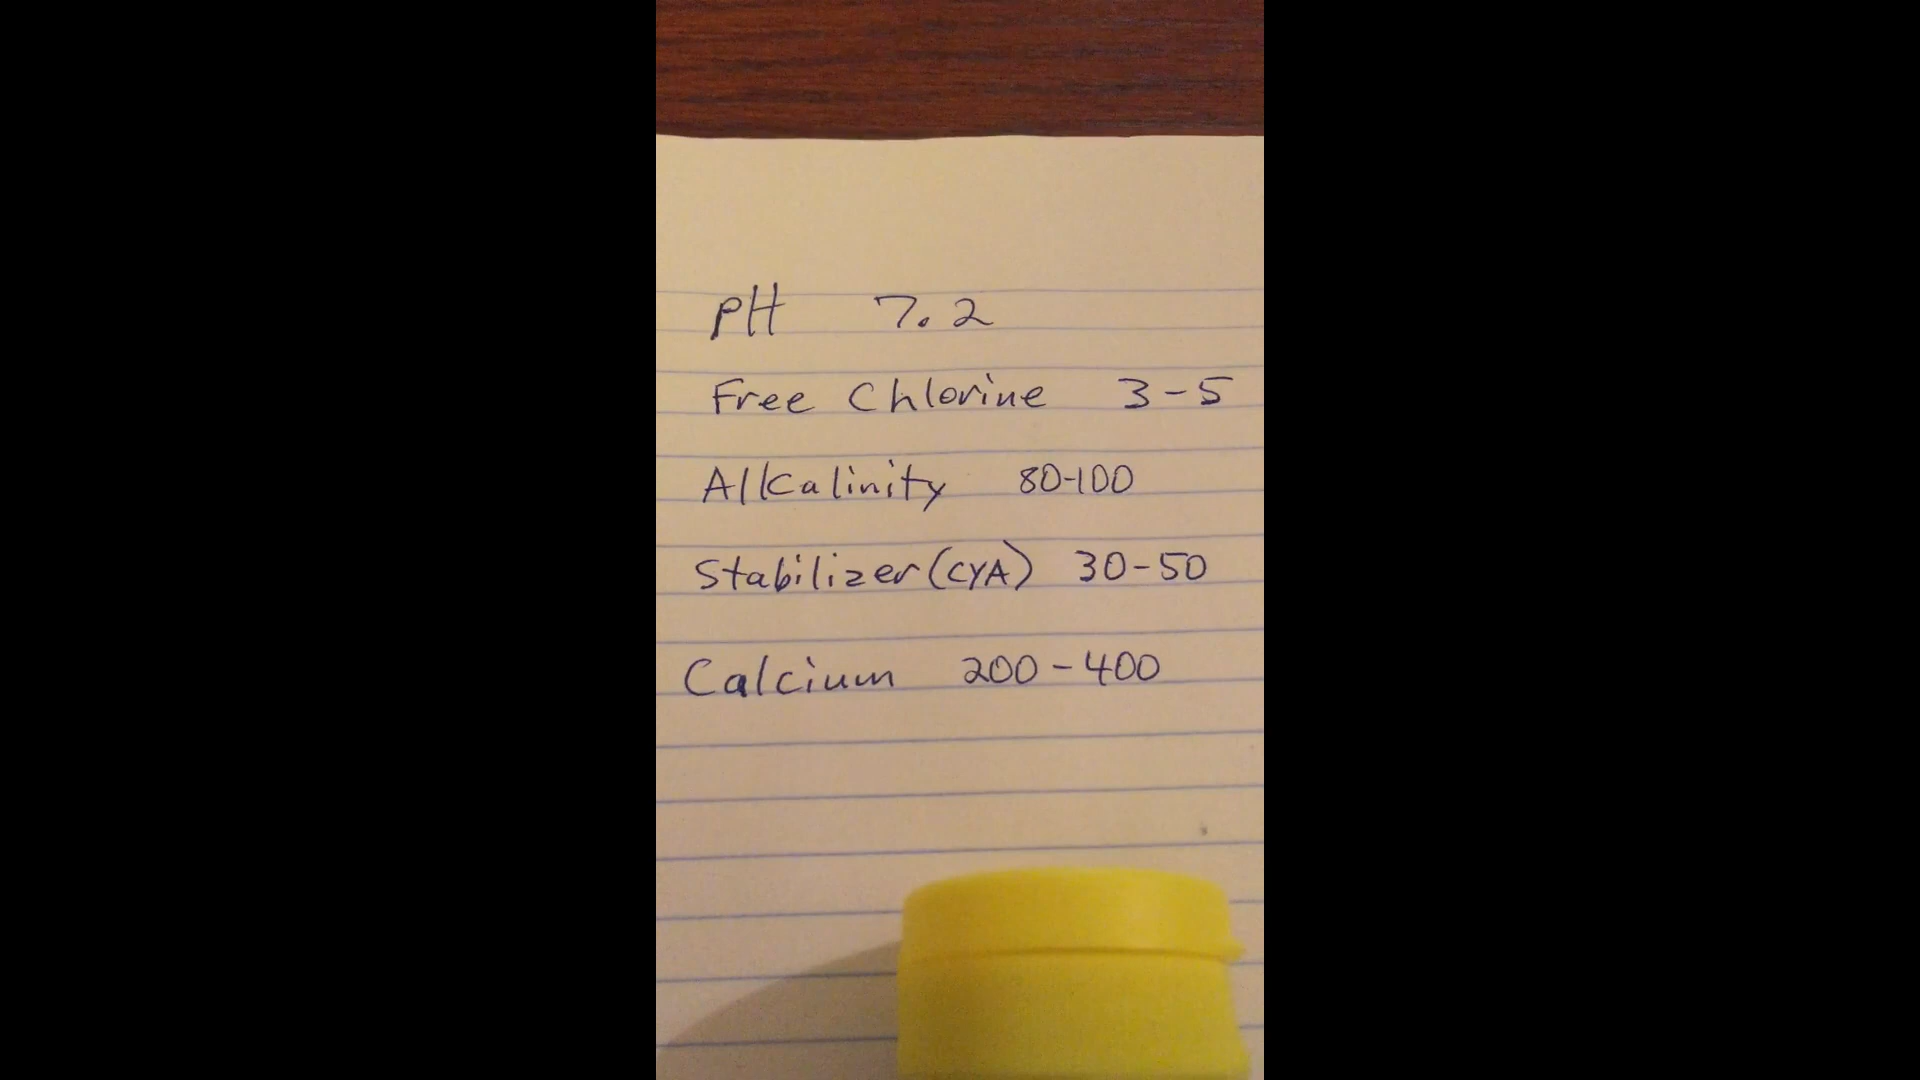 pH 7.2
Free Chlorine 3-5
Alkalinity 80-100
Stabilizer (CYA) 30-50
Calcium 200-400